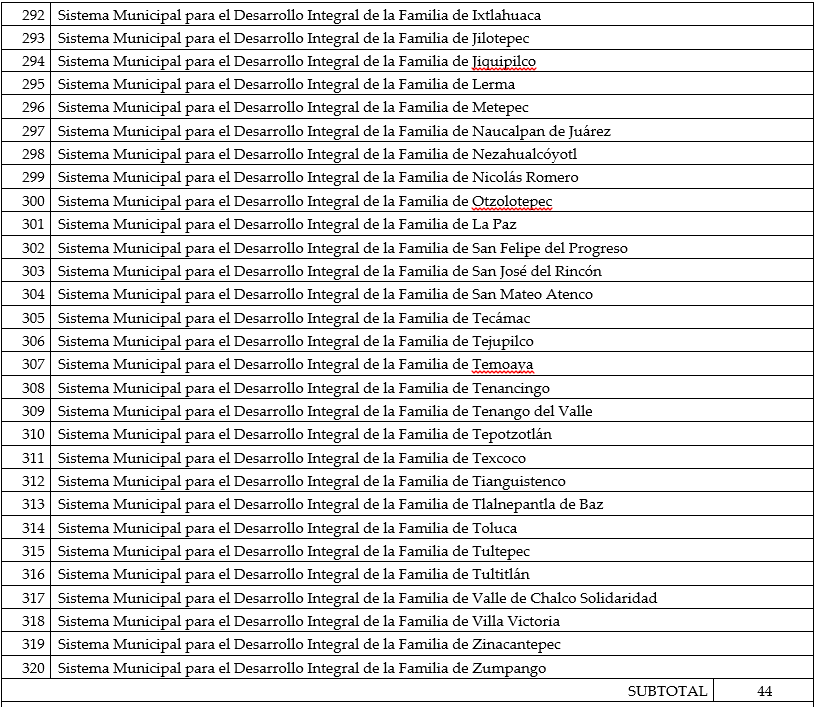 292 Sistema Municipal para el Desarrollo Integral de la Familia de Ixtlahuaca
293 Sistema Municipal para el Desarrollo Integral de la Familia de Jilotepec
294 Sistema Municipal para el Desarrollo Integral de la Familia de Jiquipilco
295 Sistema Municipal para el Desarrollo Integral de la Familia de Lerma
296 Sistema Municipal para el Desarrollo Integral de la Familia de Metepec
297 Sistema Municipal para el Desarrollo Integral de la Familia de Naucalpan de Juárez
298 Sistema Municipal para el Desarrollo Integral de la Familia de Nezahualcóyotl
299 Sistema Municipal para el Desarrollo Integral de la Familia de Nicolás Romero
300 Sistema Municipal para el Desarrollo Integral de la Familia de Otzolotepec
301 Sistema Municipal para el Desarrollo Integral de la Familia de La Paz
302 Sistema Municipal para el Desarrollo Integral de la Familia de San Felipe del Progreso
303 Sistema Municipal para el Desarrollo Integral de la Familia de San José del Rincón
304 Sistema Municipal para el Desarrollo Integral de la Familia de San Mateo Atenco
305 Sistema Municipal para el Desarrollo Integral de la Familia de Tecámac
306 Sistema Municipal para el Desarrollo Integral de la Familia de Tejupilco
307 Sistema Municipal para el Desarrollo Integral de la Familia de Temoaya
308 Sistema Municipal para el Desarrollo Integral de la Familia de Tenancingo
309 Sistema Municipal para el Desarrollo Integral de la Familia de Tenango del Valle
310 Sistema Municipal para el Desarrollo Integral de la Familia de Tepotzotlán
311 Sistema Municipal para el Desarrollo Integral de la Familia de Texcoco
312 Sistema Municipal para el Desarrollo Integral de la Familia de Tianguistenco
313 Sistema Municipal para el Desarrollo Integral de la Familia de Tlalnepantla de Baz
314 Sistema Municipal para el Desarrollo Integral de la Familia de Toluca
315 Sistema Municipal para el Desarrollo Integral de la Familia de Tultepec
316 Sistema Municipal para el Desarrollo Integral de la Familia de Tultitlán
317 Sistema Municipal para el Desarrollo Integral de la Familia de Valle de Chalco Solidaridad
318 Sistema Municipal para el Desarrollo Integral de la Familia de Villa Victoria
319 Sistema Municipal para el Desarrollo Integral de la Familia de Zinacantepec
320 Sistema Municipal para el Desarrollo Integral de la Familia de Zumpango
SUBTOTAL 44